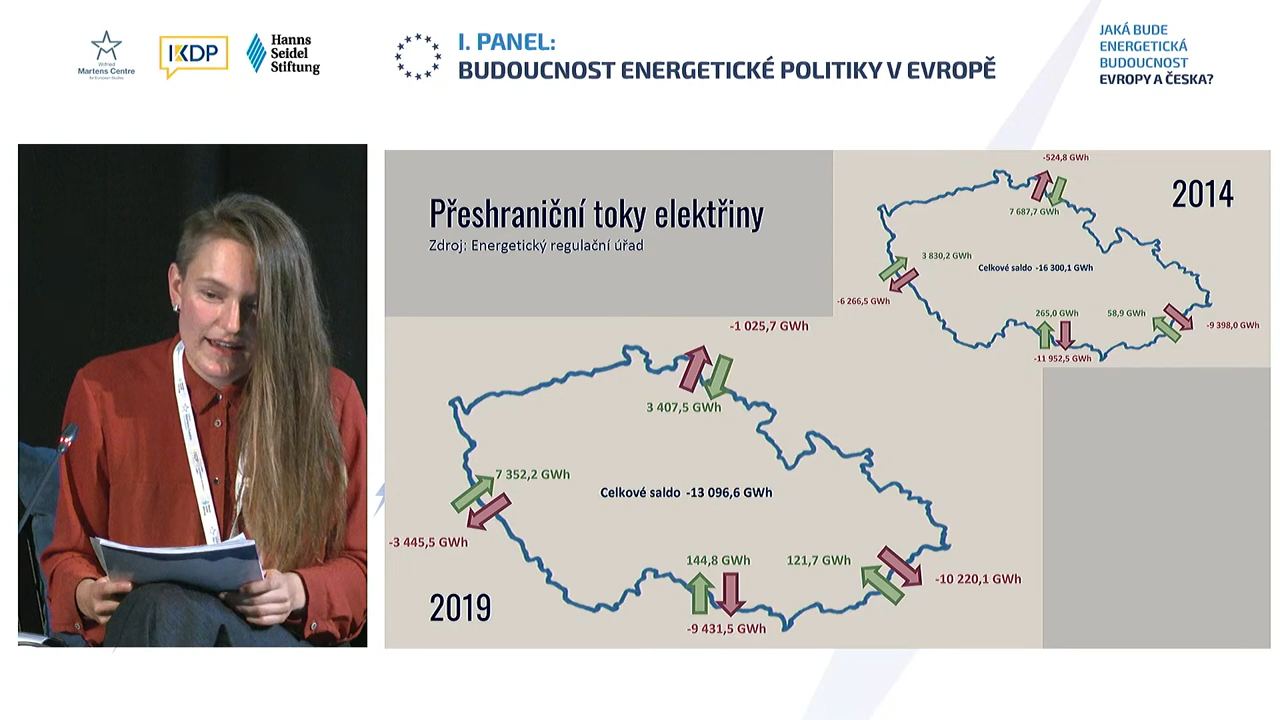 Wilfried
Martens Centre
for European Studies
IKDP
Hanns
Seidel
Stiftung
I. PANEL:
BUDOUCNOST ENERGETICKÉ POLITIKY V EVROPĚ
JAKÁ BUDE
ENERGETICKÁ
BUDOUCNOST
EVROPY A ČESKA?
Přeshraniční toky elektřiny
Zdroj: Energetický regulační úřad
2014
-524,8 GWh
7 687,7 GWh
3 830,2 GWh
Celkové saldo -16 300,1 GWh
-6 266,5 GWh
265,0 GWh
58,9 GWh
-9 398,0 GWh
-11 952,5 GWh
-1 025,7 GWh
3 407,5 GWh
7 352,2 GWh
Celkové saldo -13 096,6 GWh
-3 445,5 GWh
144,8 GWh
121,7 GWh
-10 220,1 GWh
2019
-9 431,5 GWh